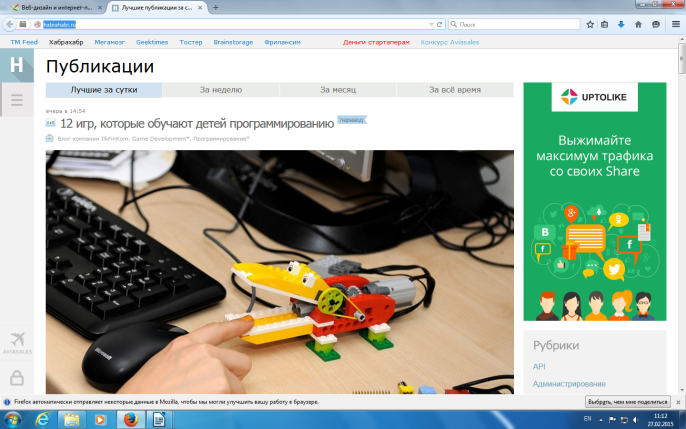 Веб-дизайн и интернет-п...
Лучшие публикации за с...
habrahabr.ru
Поиск
TM Feed Хабрахабр Мегамозг Geektimes Тостер Brainstorage Фрилансим Деньги стартаперам Конкурс Aviasales
H
Публикации
Лучшие за сутки За неделю За месяц За всё время
вчера в 14:54
12 игр, которые обучают детей программированию перевод
Game Development*, Программирование*
UPTOLIKE
Выжимайте
максимум трафика
со своих Share
AVIASALES
Рубрики
API
Администрирование
Firefox автоматически отправляет некоторые данные в Mozilla, чтобы мы могли улучшить вашу работу в браузере.
Выбрать, чем мне поделиться
EN
11:12
27.02.2015